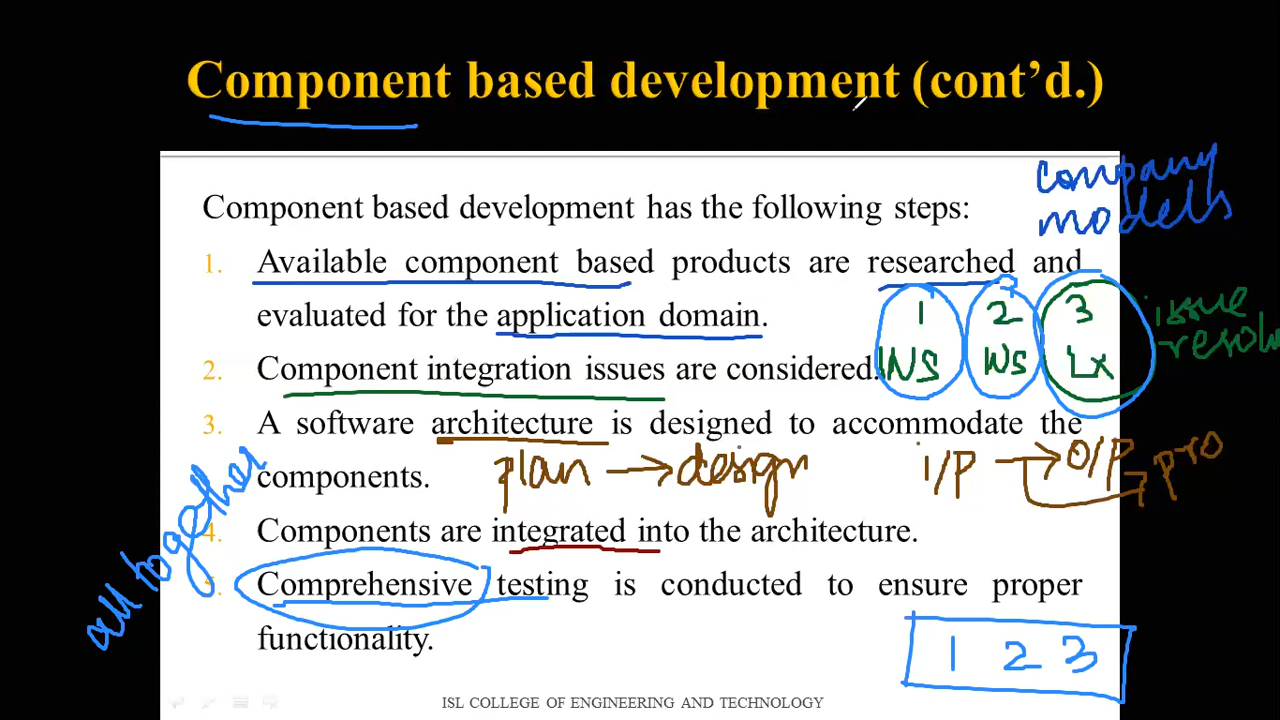 Component based development (cont’d.)
company
models
Component based development has the following steps:
1. Available component based products are researched and
evaluated for the application domain.
1 2 3
WS WS Lx
issue
resolv
2. Component integration issues are considered.
3. A software architecture is designed to accommodate the
components.
plan → design i/p → O/P pro
4. Components are integrated into the architecture.
all together
Comprehensive testing is conducted to ensure proper
functionality.
1 2 3
ISL COLLEGE OF ENGINEERING AND TECHNOLOGY